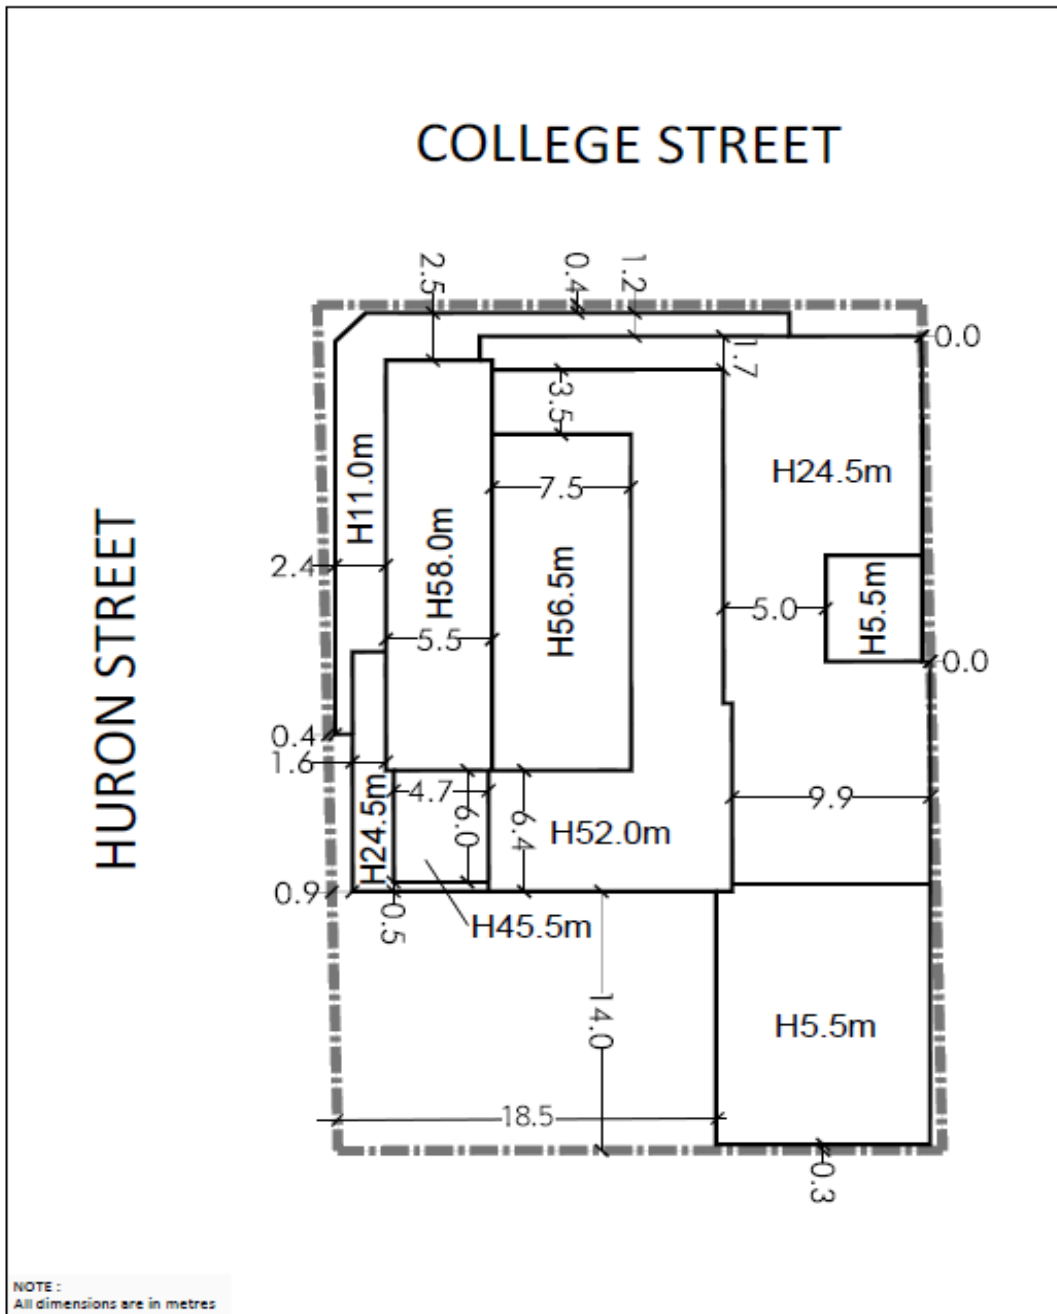 COLLEGE STREET
2.5
0.4
1.2
0.0
1.7
3.5
H24.5m
H11.0m
7.5
H58.0m
H56.5m
2.4
H5.5m
5.0
5.5
0.0
HURON STREET
0.4
1.6
4.7
9.9
H24.5m
6.0
6.4
H52.0m
0.9
0.5
H45.5m
14.0
H5.5m
18.5
0.3
NOTE :
All dimensions are in metres